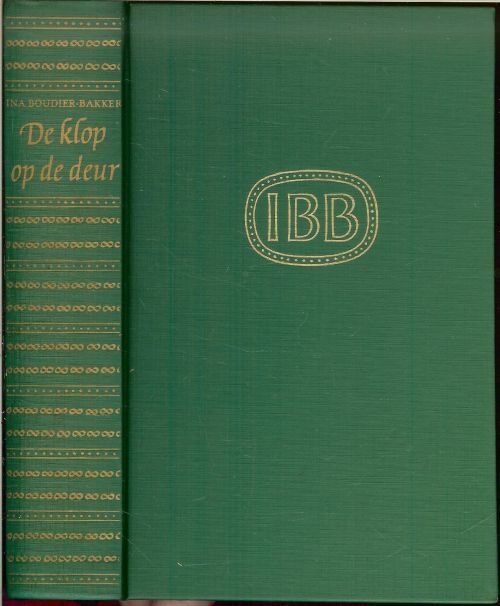 INA BOUDIER-BAKKER
De klop
op de deur
IBB